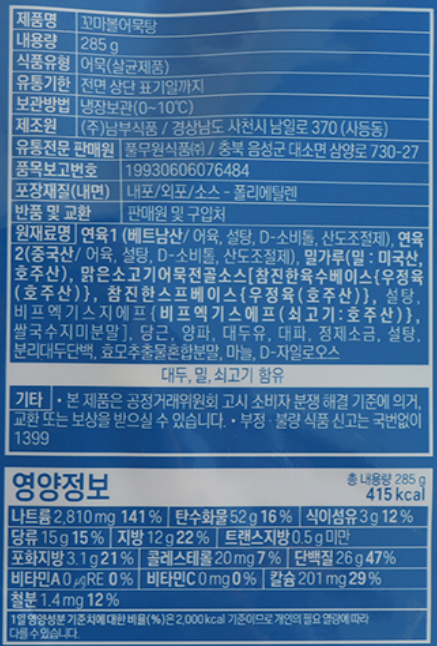 제품명 꼬마볼어묵탕
내용량 285 g
식품유형 어묵(살균제품)
유통기한 전면 상단 표기일까지
보관방법 냉장보관(0~10℃)
제조원 (주)남부식품 / 경상남도 사천시 남일로 370 (사등동)
유통전문 판매원 풀무원식품㈜ / 충북 음성군 대소면 삼양로 730-27
품목보고번호 19930606076484
포장재질(내면) 내포/외포/소스 - 폴리에틸렌
반품 및 교환 판매원 및 구입처
원재료명 연육1 (베트남산/ 어육, 설탕, D-소비톨, 산도조절제), 연육
2(중국산/ 어육, 설탕, D-소비톨, 산도조절제), 밀가루(밀 : 미국산,
호주산), 맑은소고기어묵전골소스[참진한육수베이스{우정육
(호주산)}, 참진한스프베이스{우정육(호주산)}, 설탕,
비프엑기스지에프{비프엑기스에프(쇠고기:호주산)},
쌀국수지미분말], 당근, 양파, 대두유, 대파, 정제소금, 설탕,
분리대두단백, 효모추출물혼합분말, 마늘, D-자일로오스
대두, 밀, 쇠고기 함유
기타 • 본 제품은 공정거래위원회 고시 소비자 분쟁 해결 기준에 의거,
교환 또는 보상을 받으실 수 있습니다. • 부정 · 불량 식품 신고는 국번없이
1399
영양정보 총 내용량 285 g
415 kcal
나트륨 2,810 mg 141 % 탄수화물 52 g 16 % 식이섬유 3 g 12 %
당류 15 g 15 % 지방 12 g 22 % 트랜스지방 0.5 g 미만
포화지방 3.1 g 21 % 콜레스테롤 20 mg 7 % 단백질 26 g 47 %
비타민A 0 μgRE 0 % 비타민C 0 mg 0 % 칼슘 201 mg 29 %
철분 1.4 mg 12 %
1일 영양성분 기준치에 대한 비율(%)은 2,000 kcal 기준이므로 개인의 필요 열량에 따라
다를 수 있습니다.